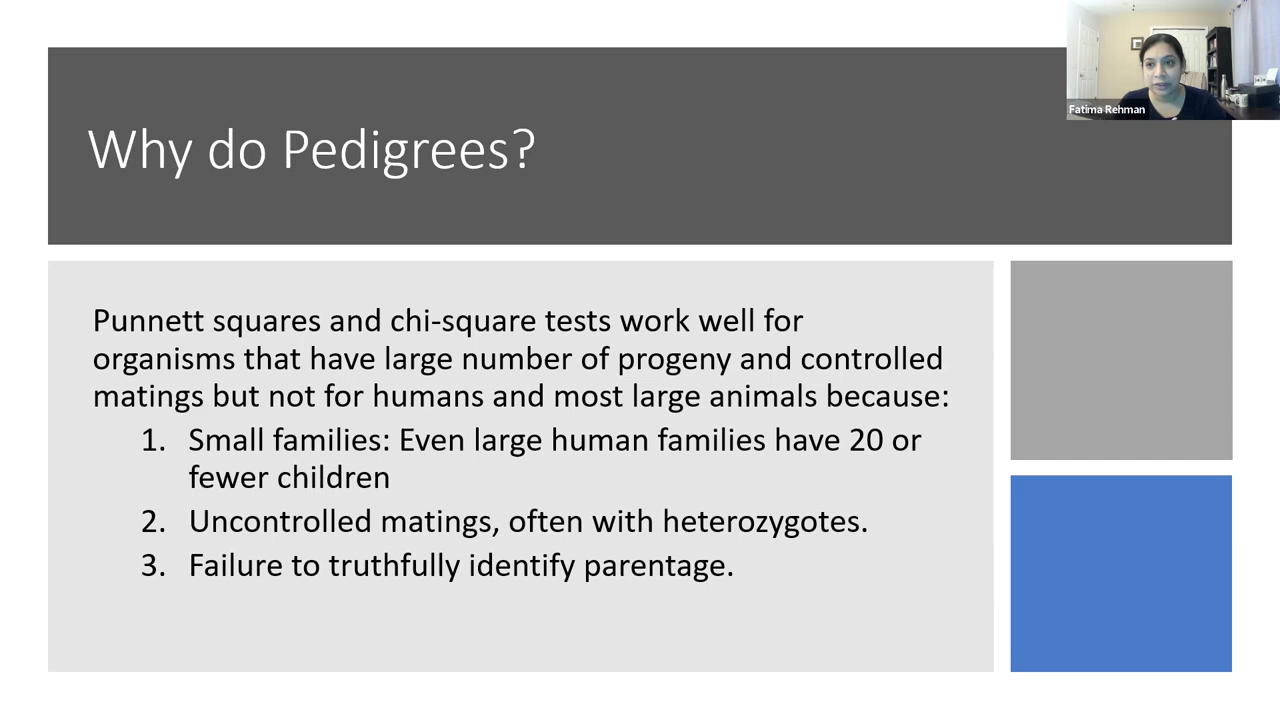 Fatima Rehman
Why do Pedigrees?
Punnett squares and chi-square tests work well for
organisms that have large number of progeny and controlled
matings but not for humans and most large animals because:
1. Small families: Even large human families have 20 or
fewer children
2. Uncontrolled matings, often with heterozygotes.
3. Failure to truthfully identify parentage.